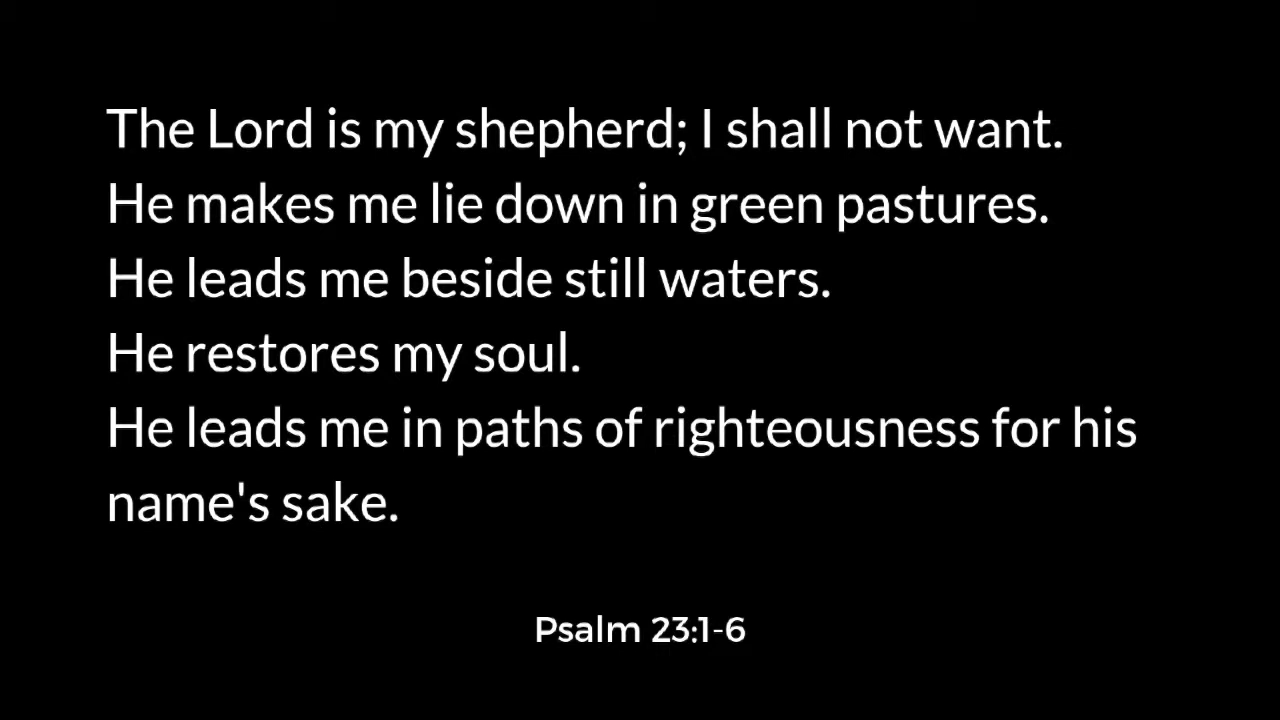 The Lord is my shepherd; I shall not want.
He makes me lie down in green pastures.
He leads me beside still waters.
He restores my soul.
He leads me in paths of righteousness for his
name's sake.
Psalm 23:1-6